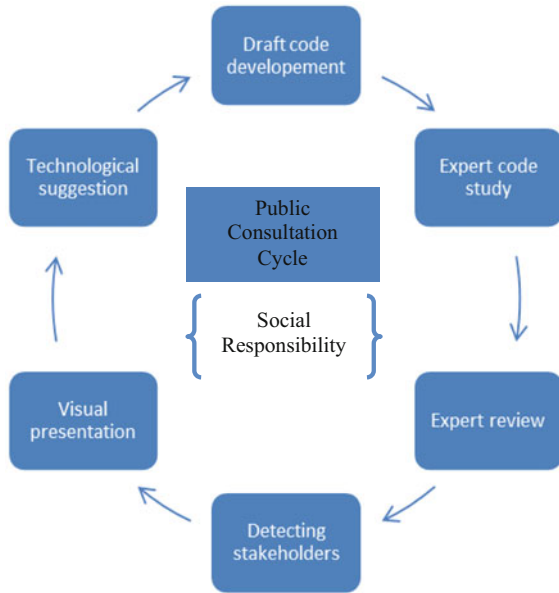 Draft code
developement
Expert code
study
Expert review
Detecting
stakeholders
Visual
presentation
Technological
suggestion
Public
Consultation
Cycle
Social
Responsibility